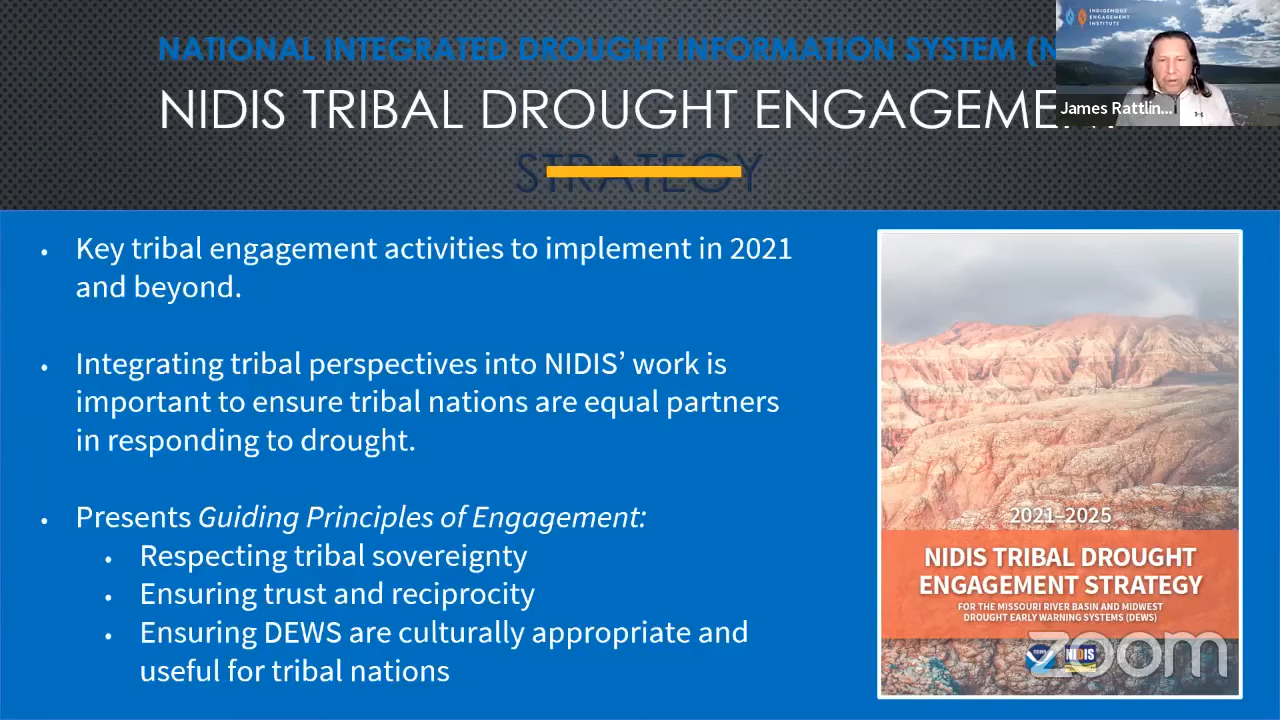 NATIONAL INTEGRATED DROUGHT INFORMATION SYSTEM (N
NIDIS TRIBAL DROUGHT ENGAGEMENT
STRATEGY
INDIGENOUS
ENGAGEMENT
INSTITUTE
James Rattlin...
• Key tribal engagement activities to implement in 2021
and beyond.
• Integrating tribal perspectives into NIDIS’ work is
important to ensure tribal nations are equal partners
in responding to drought.
• Presents Guiding Principles of Engagement:
• Respecting tribal sovereignty
• Ensuring trust and reciprocity
• Ensuring DEWS are culturally appropriate and
useful for tribal nations
2021–2025
NIDIS TRIBAL DROUGHT
ENGAGEMENT STRATEGY
FOR THE MISSOURI RIVER BASIN AND MIDWEST
DROUGHT EARLY WARNING SYSTEMS (DEWS)
NIDIS
zoom